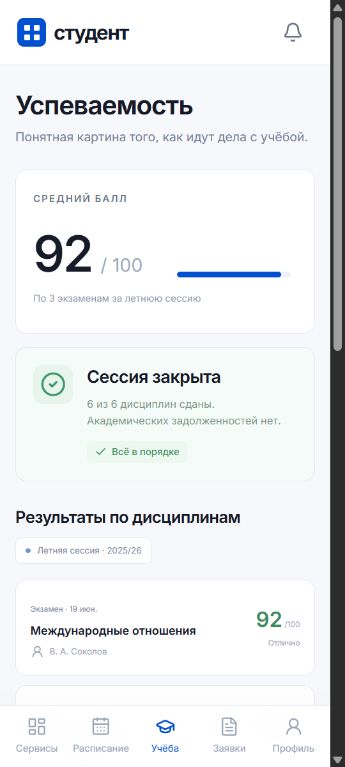 студент
Успеваемость
Понятная картина того, как идут дела с учёбой.
СРЕДНИЙ БАЛЛ
92 / 100
По 3 экзаменам за летнюю сессию
Сессия закрыта
6 из 6 дисциплин сданы.
Академических задолженностей нет.
Всё в порядке
Результаты по дисциплинам
Летняя сессия · 2025/26
Экзамен · 19 июн.
92 /100
Международные отношения
Отлично
В. А. Соколов
Сервисы Расписание Учёба Заявки Профиль